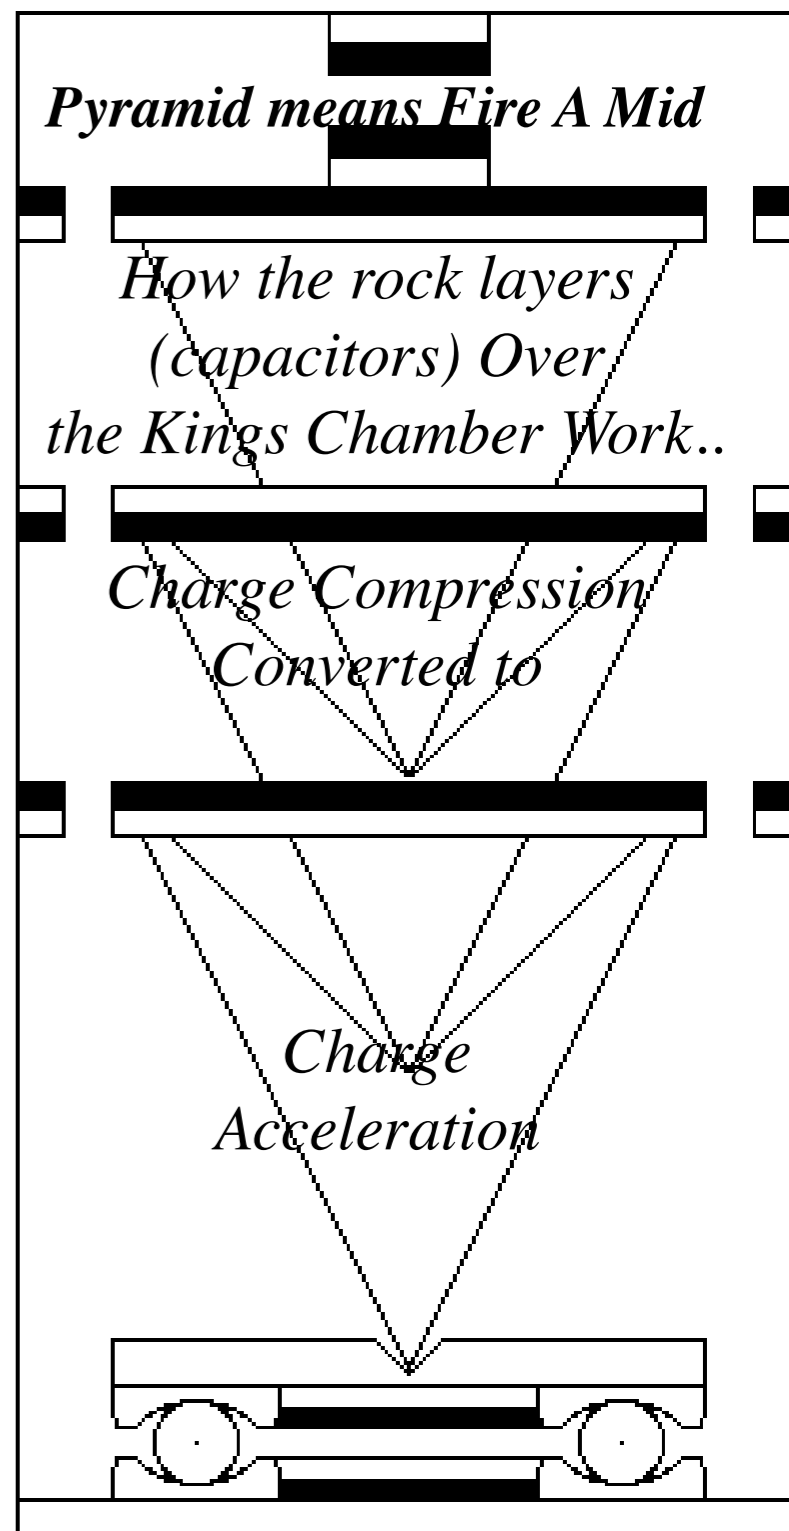 Pyramid means Fire A Mid
How the rock layers
(capacitors) Over
the Kings Chamber Work..
Charge Compression
Converted to
Charge
Acceleration